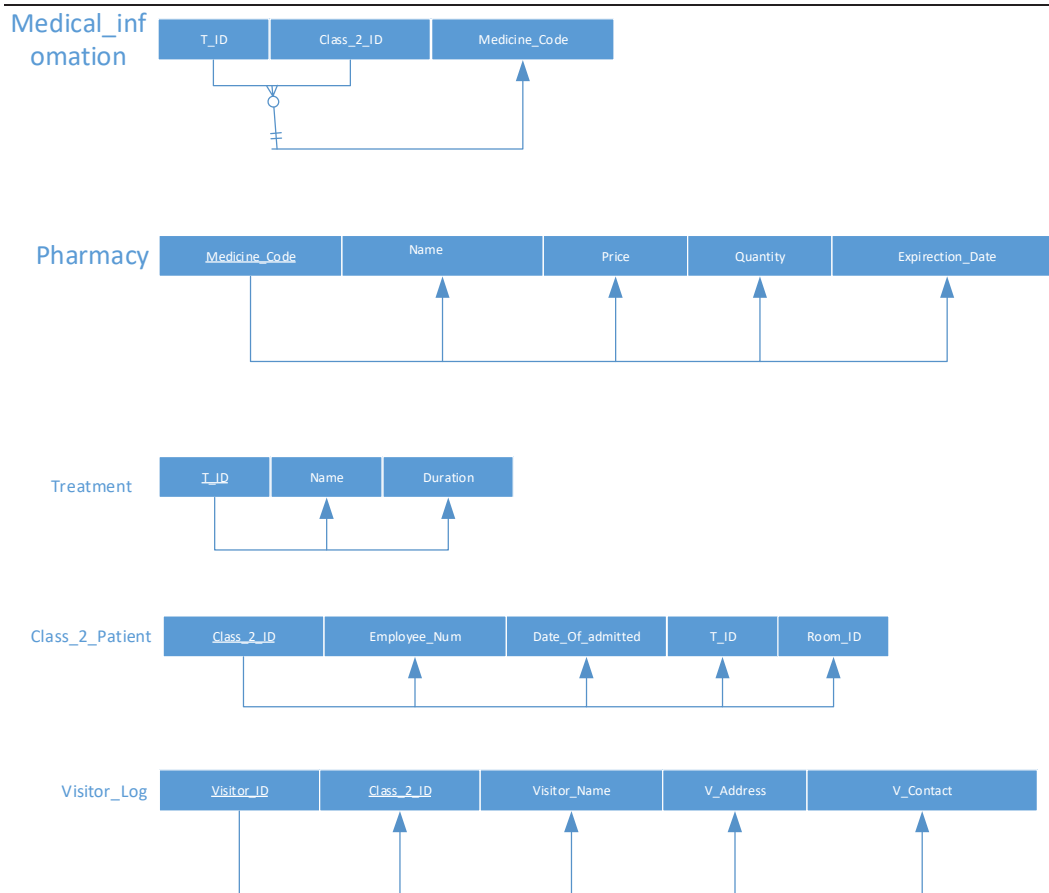 Medical_inf
omation
T_ID
Class_2_ID
Medicine_Code
Pharmacy
Medicine_Code
Name
Price
Quantity
Expirection_Date
Treatment
T_ID
Name
Duration
Class_2_Patient
Class_2_ID
Employee_Num
Date_Of_admitted
T_ID
Room_ID
Visitor_Log
Visitor_ID
Class_2_ID
Visitor_Name
V_Address
V_Contact